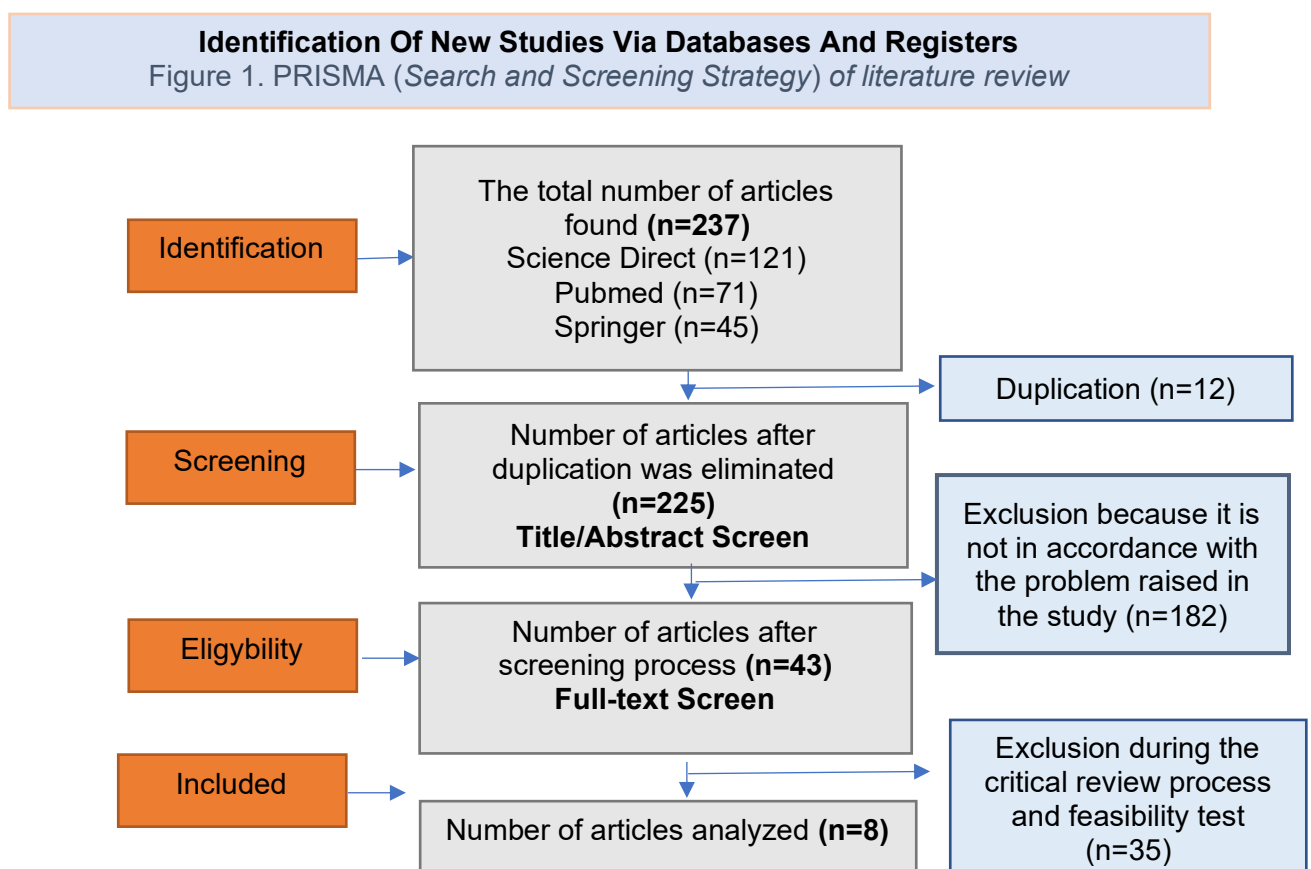 Identification Of New Studies Via Databases And Registers
Figure 1. PRISMA (Search and Screening Strategy) of literature review
Identification
The total number of articles
found (n=237)
Science Direct (n=121)
Pubmed (n=71)
Springer (n=45)
Duplication (n=12)
Screening
Number of articles after
duplication was eliminated
(n=225)
Title/Abstract Screen
Exclusion because it is
not in accordance with
the problem raised in
the study (n=182)
Eligybility
Number of articles after
screening process (n=43)
Full-text Screen
Included
Number of articles analyzed (n=8)
Exclusion during the
critical review process
and feasibility test
(n=35)